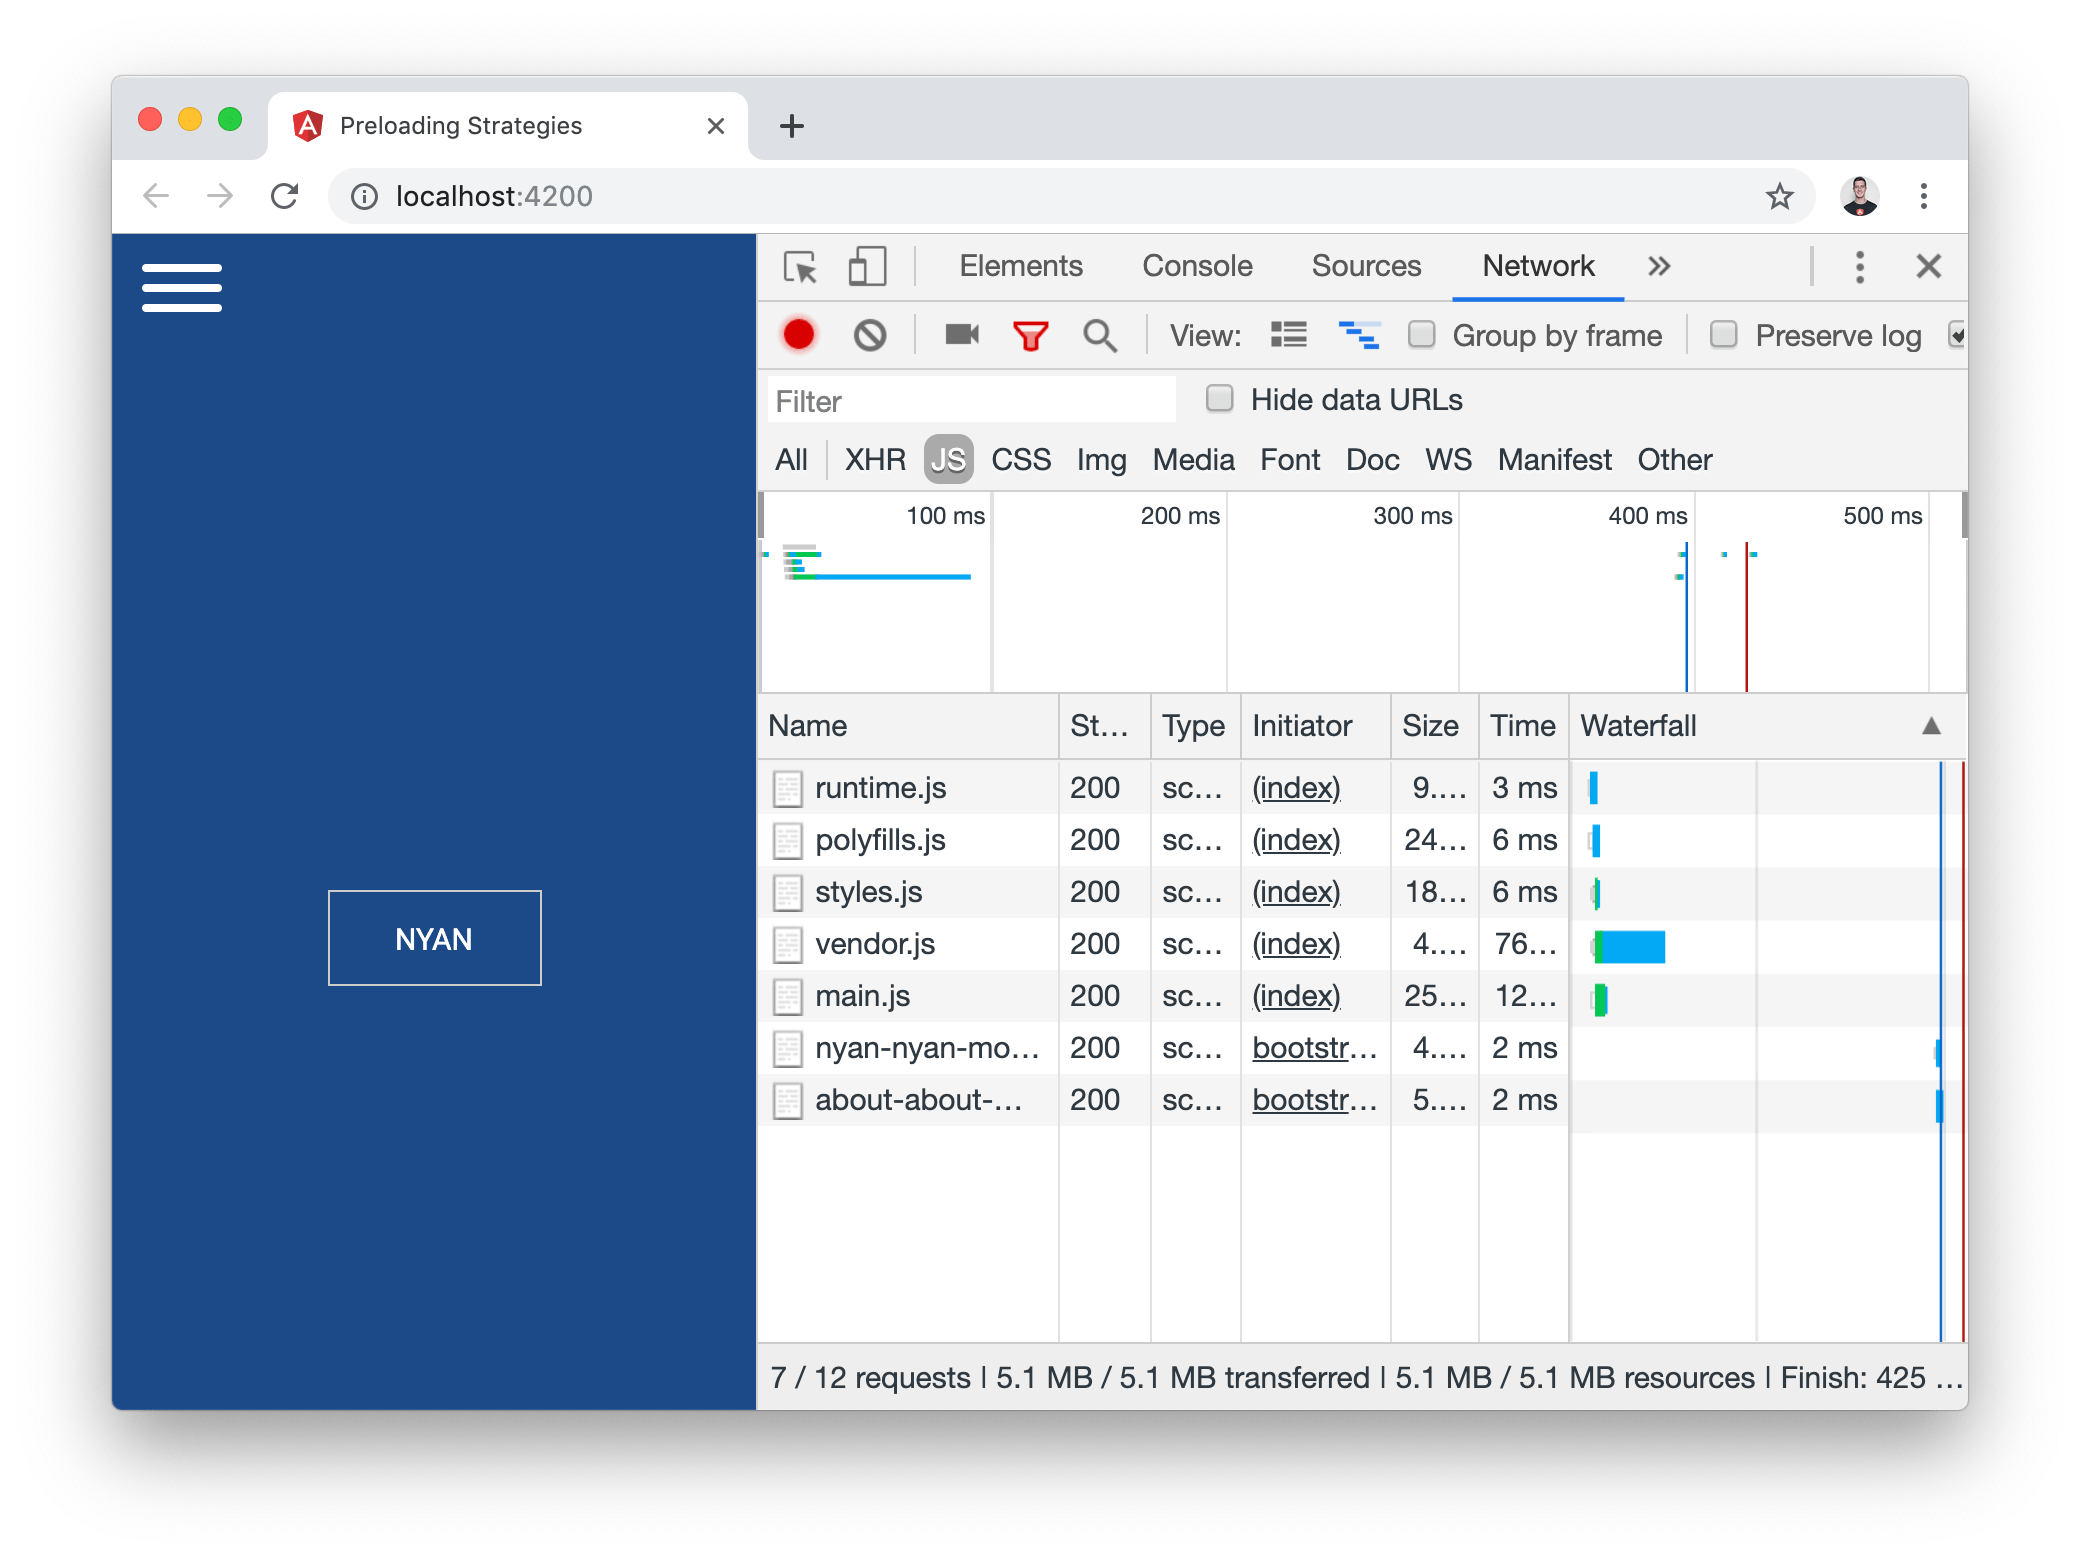 Preloading Strategies
localhost:4200
NYAN
Elements Console Sources Network
View: Group by frame Preserve log
Filter Hide data URLs
All XHR JS CSS Img Media Font Doc WS Manifest Other
100 ms 200 ms 300 ms 400 ms 500 ms
Name St... Type Initiator Size Time Waterfall
runtime.js 200 sc... (index) 9.... 3 ms
polyfills.js 200 sc... (index) 24... 6 ms
styles.js 200 sc... (index) 18... 6 ms
vendor.js 200 sc... (index) 4.... 76...
main.js 200 sc... (index) 25... 12...
nyan-nyan-mo... 200 sc... bootstr... 4.... 2 ms
about-about-... 200 sc... bootstr... 5.... 2 ms
7 / 12 requests | 5.1 MB / 5.1 MB transferred | 5.1 MB / 5.1 MB resources | Finish: 425 ...